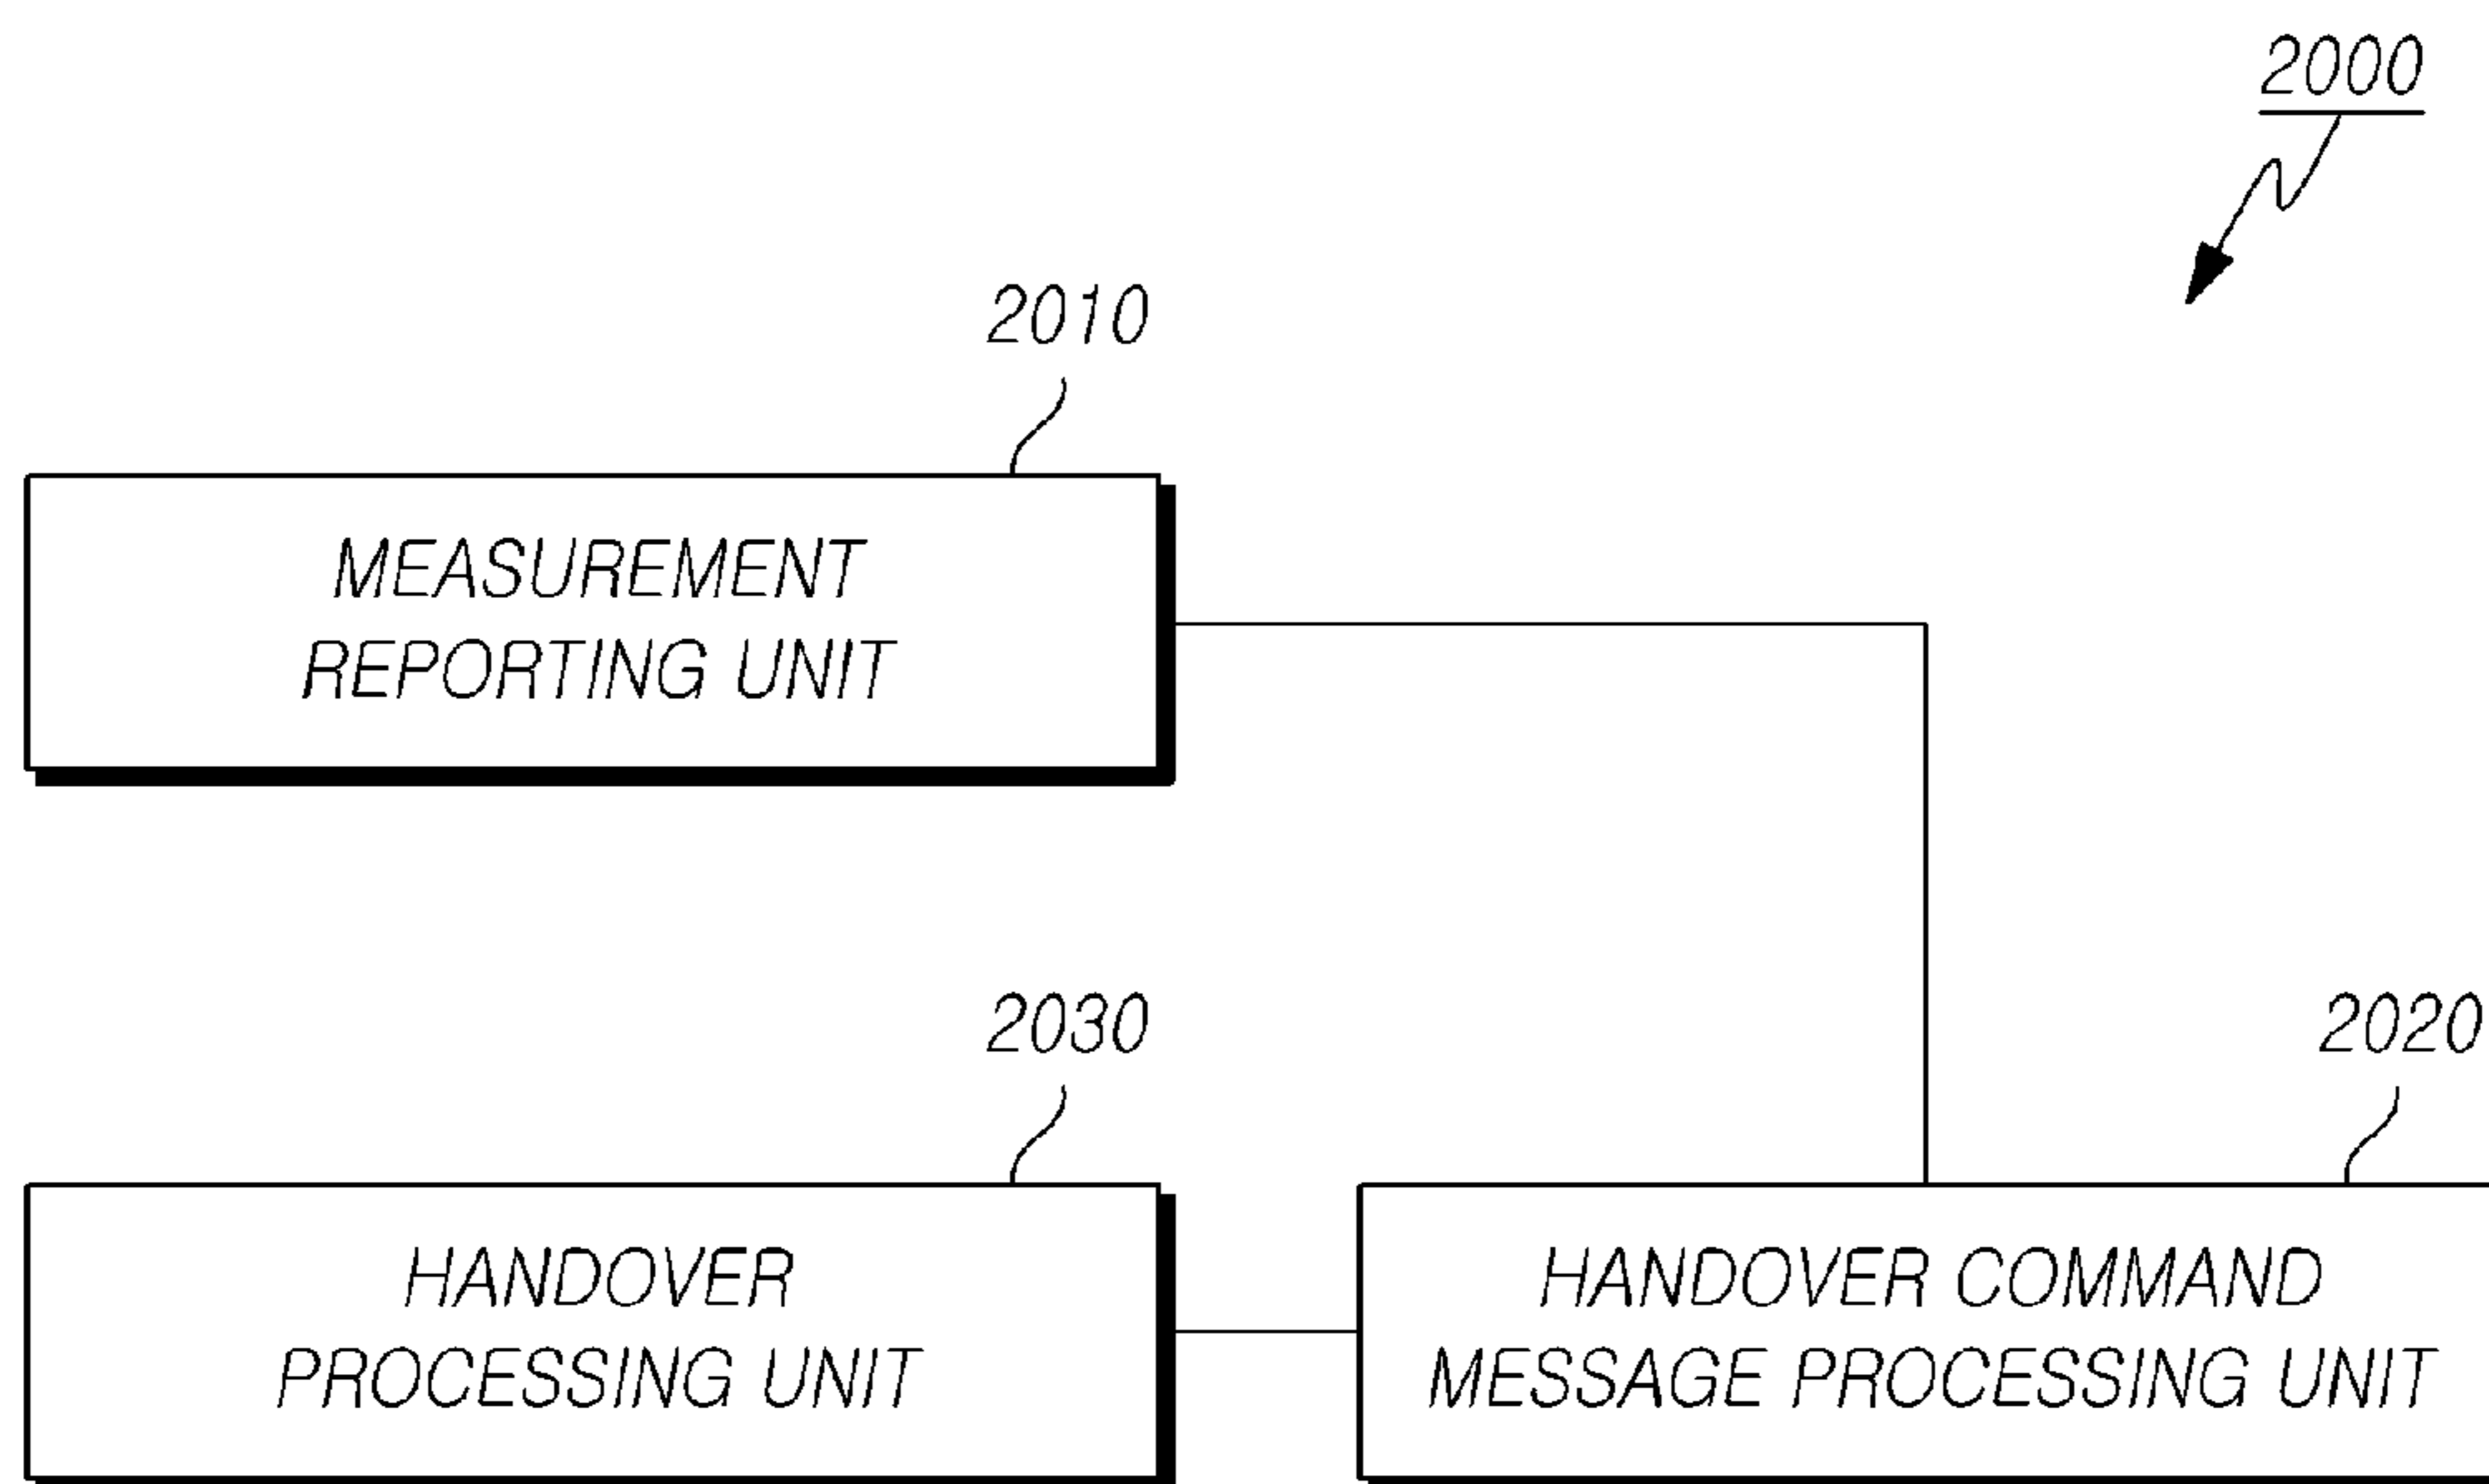 2000
2010
MEASUREMENT
REPORTING UNIT
2030
2020
HANDOVER
PROCESSING UNIT
HANDOVER COMMAND
MESSAGE PROCESSING UNIT